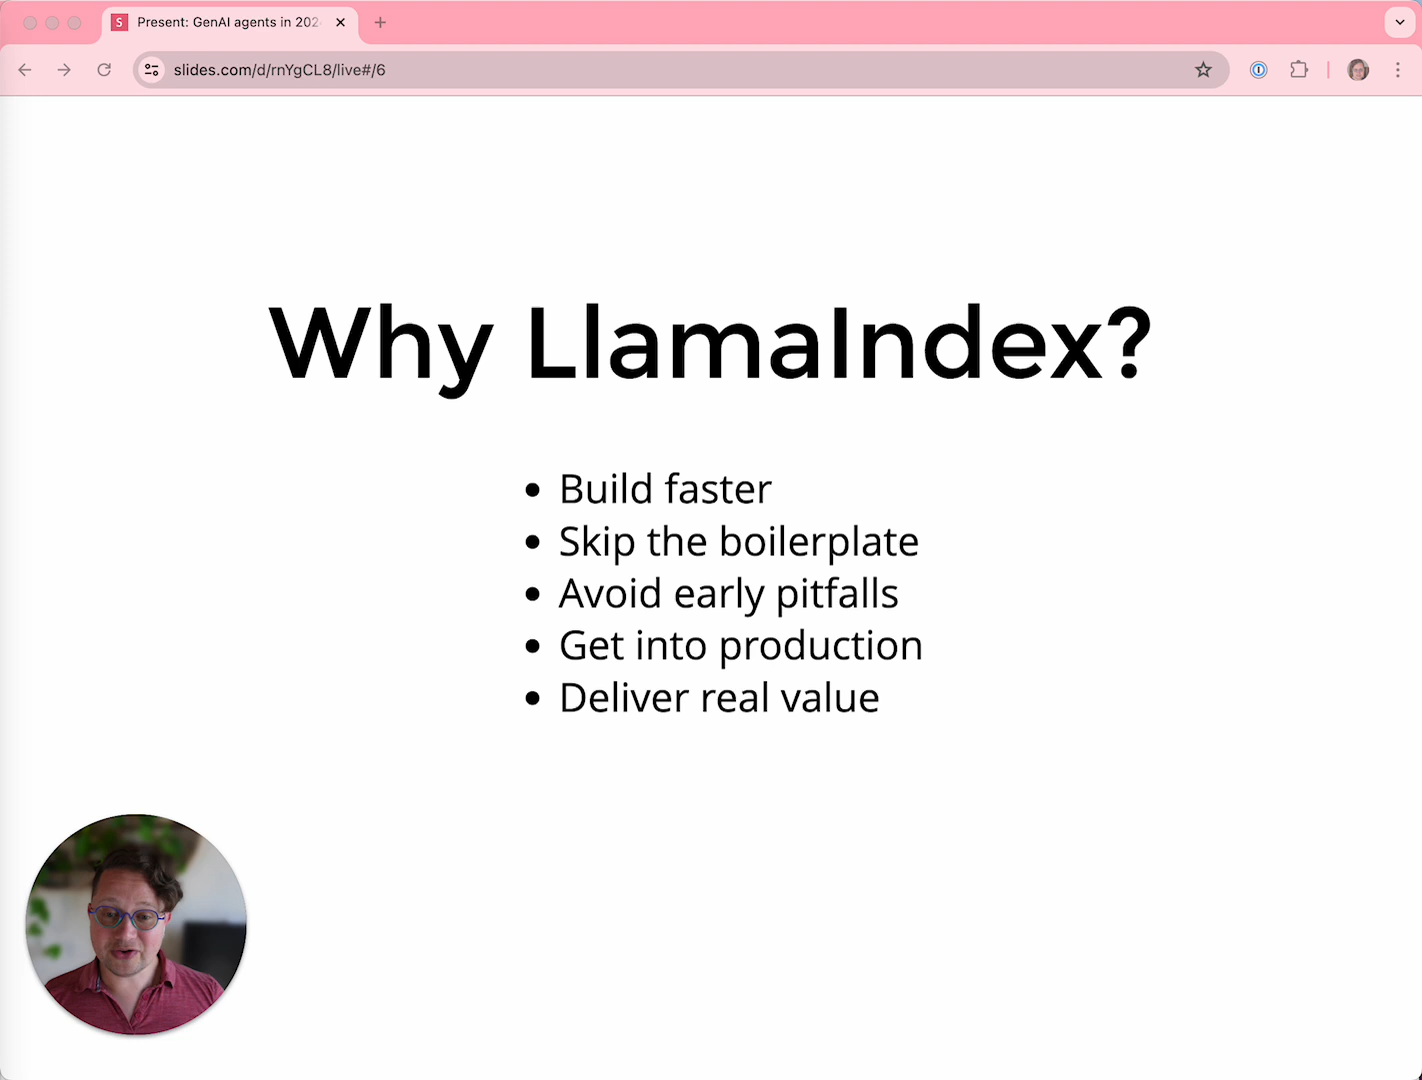 S Present: GenAI agents in 202
slides.com/d/rnYgCL8/live#/6
Why LlamaIndex?
• Build faster
• Skip the boilerplate
• Avoid early pitfalls
• Get into production
• Deliver real value